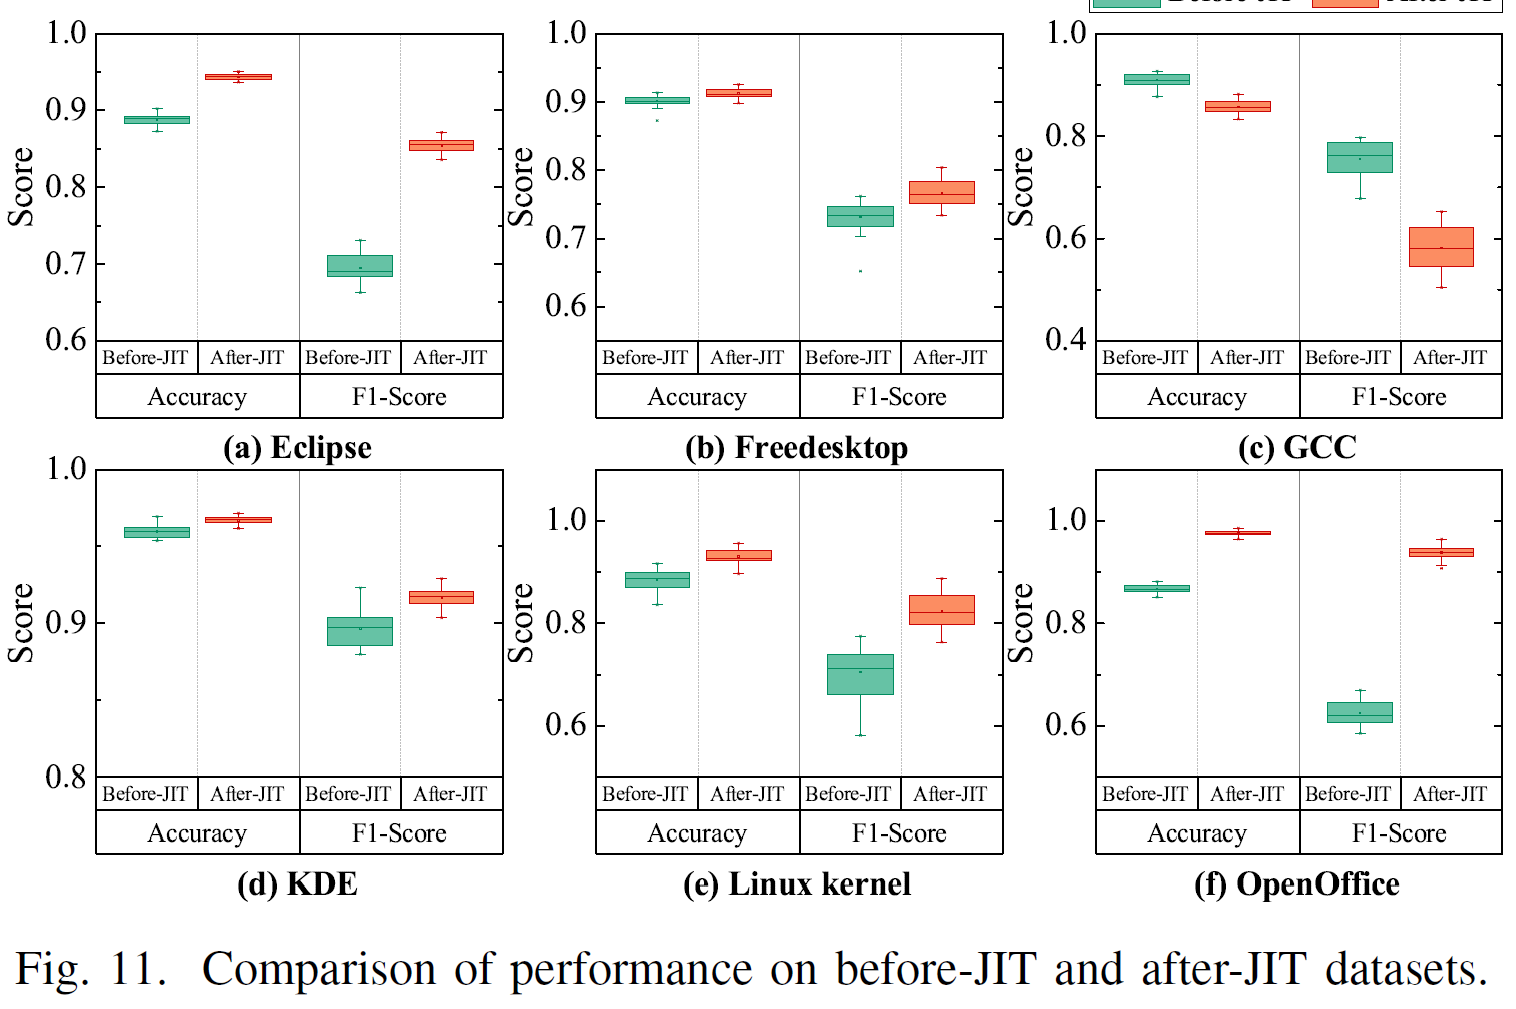 Before-JIT After-JIT
1.0 0.9 0.8 0.7 0.6
Score
Before-JIT After-JIT Before-JIT After-JIT
Accuracy F1-Score
(a) Eclipse
1.0 0.9 0.8 0.7 0.6
Score
Before-JIT After-JIT Before-JIT After-JIT
Accuracy F1-Score
(b) Freedesktop
1.0 0.8 0.6 0.4
Score
Before-JIT After-JIT Before-JIT After-JIT
Accuracy F1-Score
(c) GCC
1.0 0.9 0.8
Score
Before-JIT After-JIT Before-JIT After-JIT
Accuracy F1-Score
(d) KDE
1.0 0.8 0.6
Score
Before-JIT After-JIT Before-JIT After-JIT
Accuracy F1-Score
(e) Linux kernel
1.0 0.8 0.6
Score
Before-JIT After-JIT Before-JIT After-JIT
Accuracy F1-Score
(f) OpenOffice
Fig. 11. Comparison of performance on before-JIT and after-JIT datasets.